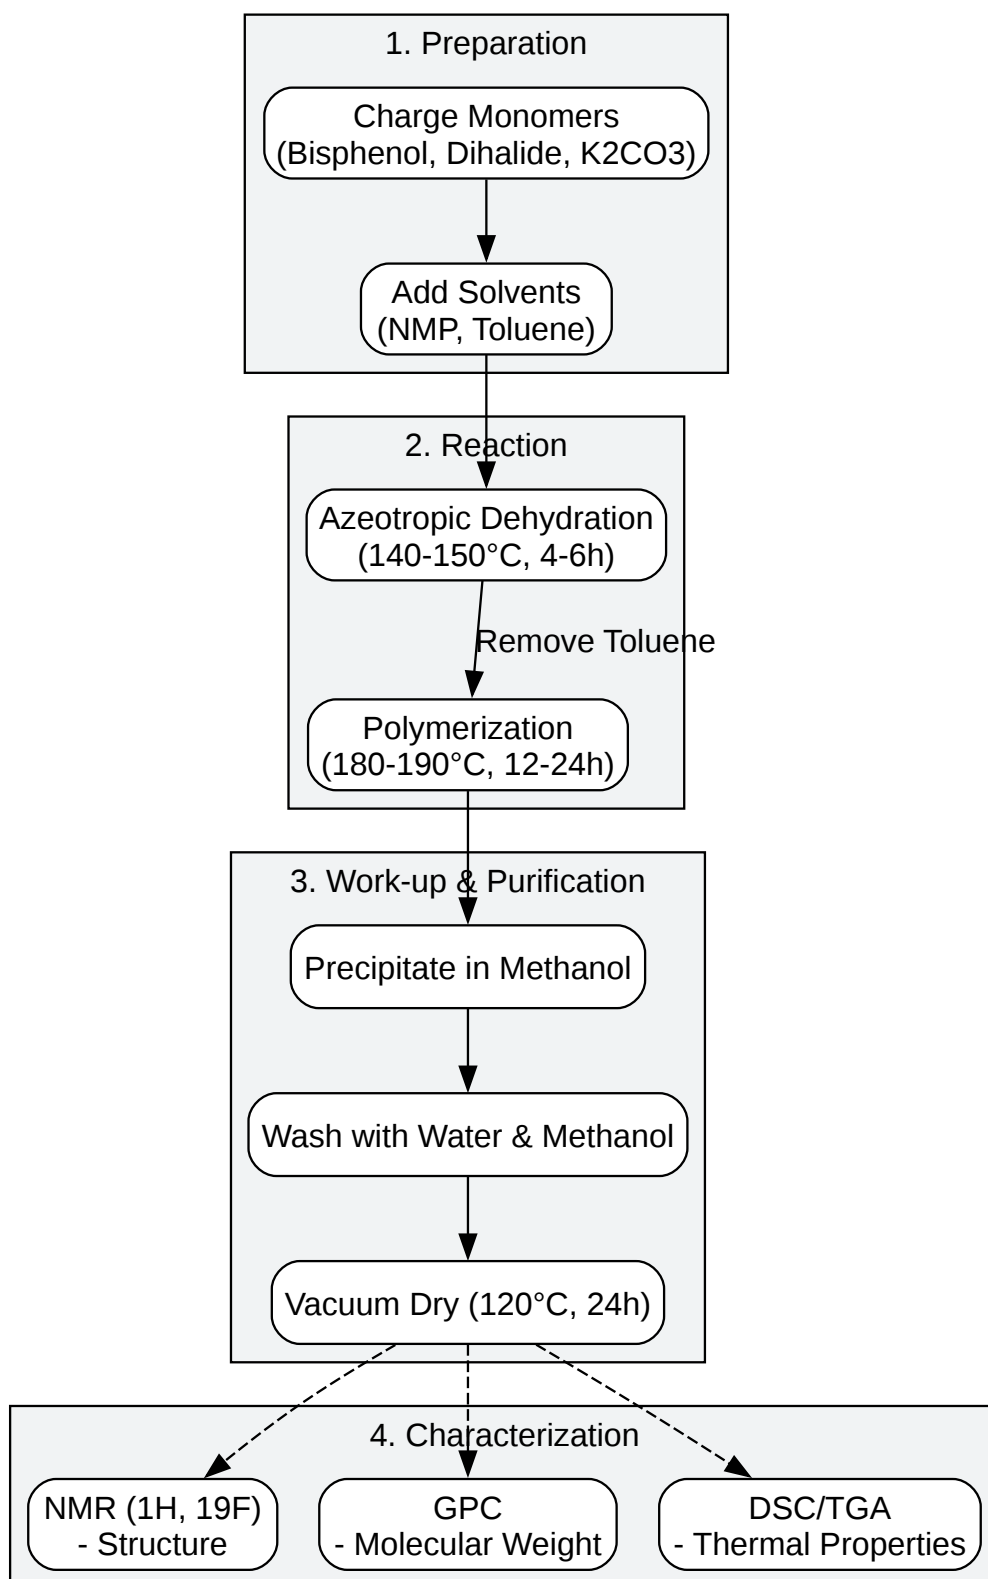 1. Preparation
Charge Monomers
(Bisphenol, Dihalide, K2CO3)
Add Solvents
(NMP, Toluene)
2. Reaction
Azeotropic Dehydration
(140-150°C, 4-6h)
Remove Toluene
Polymerization
(180-190°C, 12-24h)
3. Work-up & Purification
Precipitate in Methanol
Wash with Water & Methanol
Vacuum Dry (120°C, 24h)
4. Characterization
NMR (1H, 19F)
- Structure
GPC
- Molecular Weight
DSC/TGA
- Thermal Properties